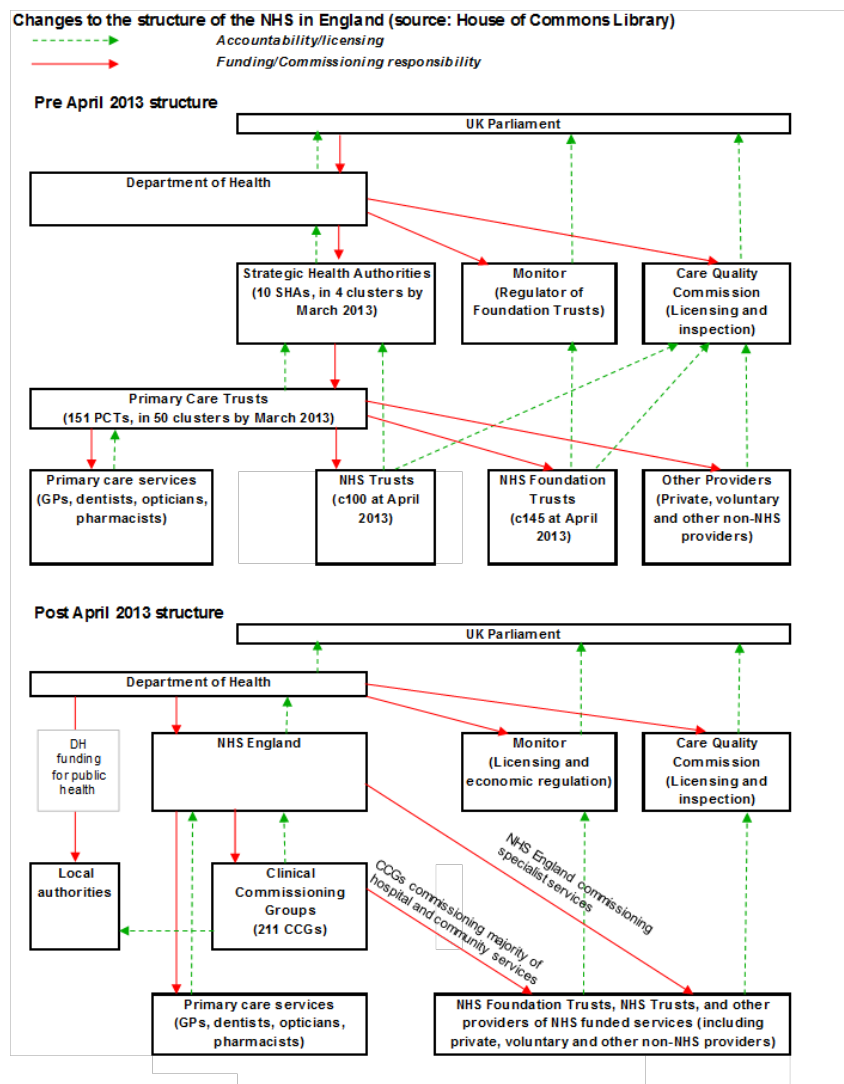 Changes to the structure of the NHS in England (source: House of Commons Library)
Accountability/licensing
Funding/Commissioning responsibility
Pre April 2013 structure
UK Parliament
Department of Health
Strategic Health Authorities
(10 SHAs, in 4 clusters by
March 2013)
Monitor
(Regulator of
Foundation Trusts)
Care Quality
Commission
(Licensing and
inspection)
Primary Care Trusts
(151 PCTs, in 50 clusters by March 2013)
Primary care services
(GPs, dentists, opticians,
pharmacists)
NHS Trusts
(c100 at April
2013)
NHS Foundation
Trusts
(c145 at April
2013)
Other Providers
(Private, voluntary
and other non-NHS
providers)
Post April 2013 structure
UK Parliament
Department of Health
DH
funding
for public
health
NHS England
Monitor
(Licensing and
economic regulation)
Care Quality
Commission
(Licensing and
inspection)
NHS England commissioning
specialist services
CCGs commissioning majority of
hospital and community services
Local
authorities
Clinical
Commissioning
Groups
(211 CCGs)
Primary care services
(GPs, dentists, opticians,
pharmacists)
NHS Foundation Trusts, NHS Trusts, and other
providers of NHS funded services (including
private, voluntary and other non-NHS providers)